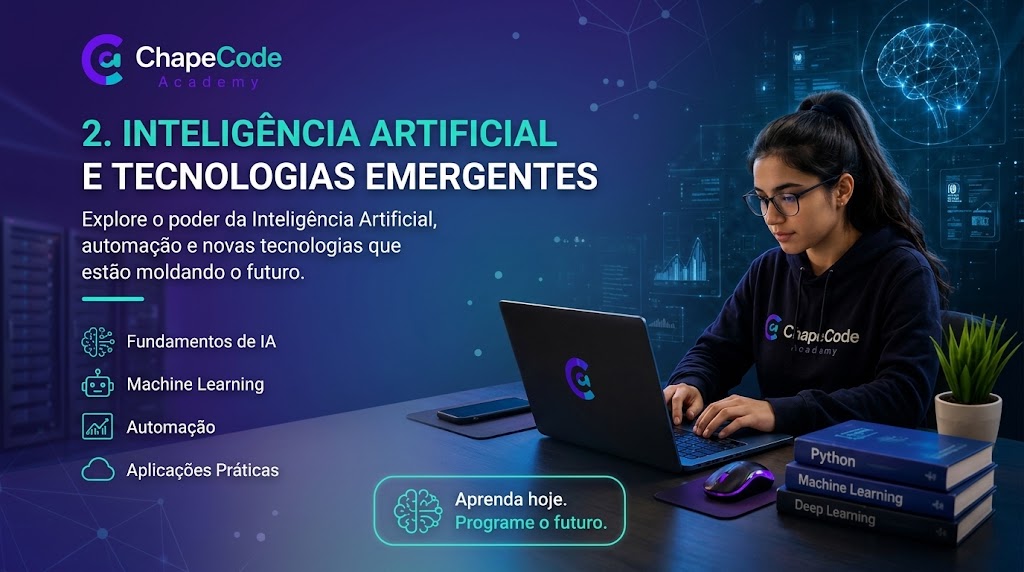 ChapeCode
Academy
2. INTELIGÊNCIA ARTIFICIAL
E TECNOLOGIAS EMERGENTES
Explore o poder da Inteligência Artificial,
automação e novas tecnologias que
estão moldando o futuro.
Fundamentos de IA
Machine Learning
Automação
Aplicações Práticas
Aprenda hoje.
Programe o futuro.
ChapeCode
Academy
Python
Machine Learning
Deep Learning